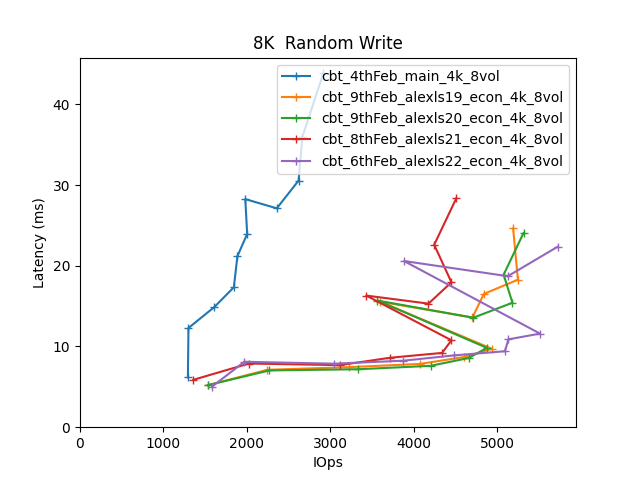 8K  Random Write
cbt_4thFeb_main_4k_8vol
cbt_9thFeb_alexls19_econ_4k_8vol
cbt_9thFeb_alexls20_econ_4k_8vol
cbt_8thFeb_alexls21_econ_4k_8vol
cbt_6thFeb_alexls22_econ_4k_8vol
Latency (ms)
40
30
20
10
0
0 1000 2000 3000 4000 5000
IOps